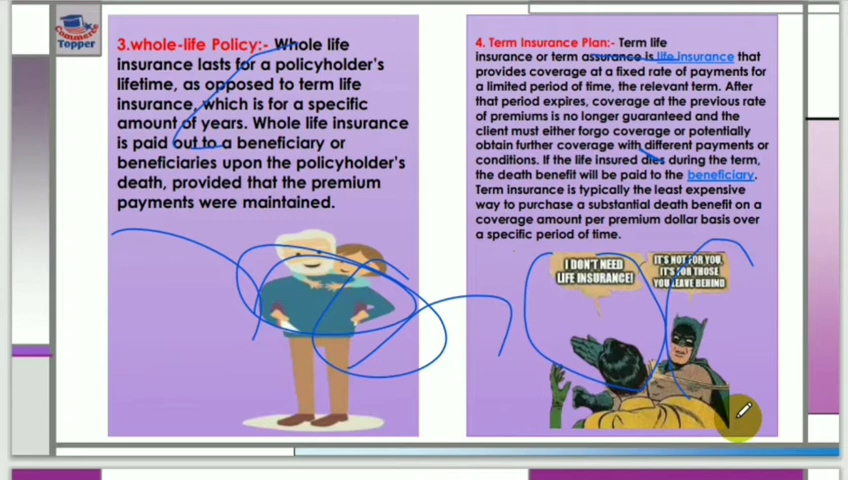 Commerce
Topper
3.whole-life Policy:- Whole life
insurance lasts for a policyholder's
lifetime, as opposed to term life
insurance, which is for a specific
amount of years. Whole life insurance
is paid out to a beneficiary or
beneficiaries upon the policyholder's
death, provided that the premium
payments were maintained.
4. Term Insurance Plan:- Term life
insurance or term assurance is life insurance that
provides coverage at a fixed rate of payments for
a limited period of time, the relevant term. After
that period expires, coverage at the previous rate
of premiums is no longer guaranteed and the
client must either forgo coverage or potentially
obtain further coverage with different payments or
conditions. If the life insured dies during the term,
the death benefit will be paid to the beneficiary.
Term insurance is typically the least expensive
way to purchase a substantial death benefit on a
coverage amount per premium dollar basis over
a specific period of time.
I DON'T NEED
LIFE INSURANCE!
IT'S NOT FOR YOU,
IT'S FOR THOSE
YOU LEAVE BEHIND